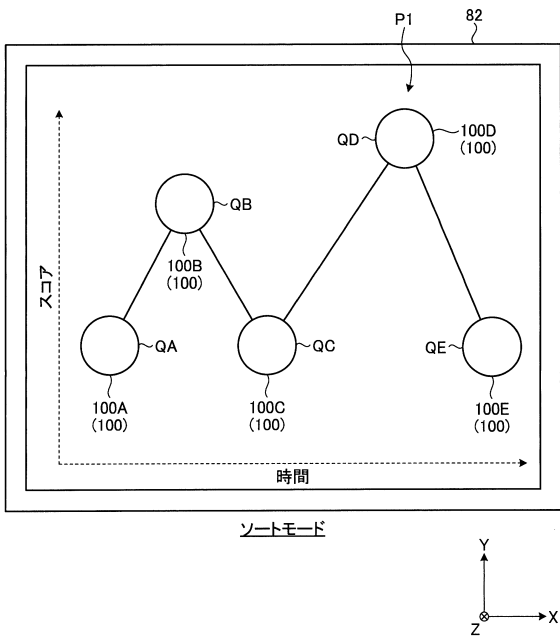 82
P1
QD
100D
(100)
QB
100B
(100)
スコア
QA
QC
QE
100A
(100)
100C
(100)
100E
(100)
時間
ソートモード
Y
Z
X